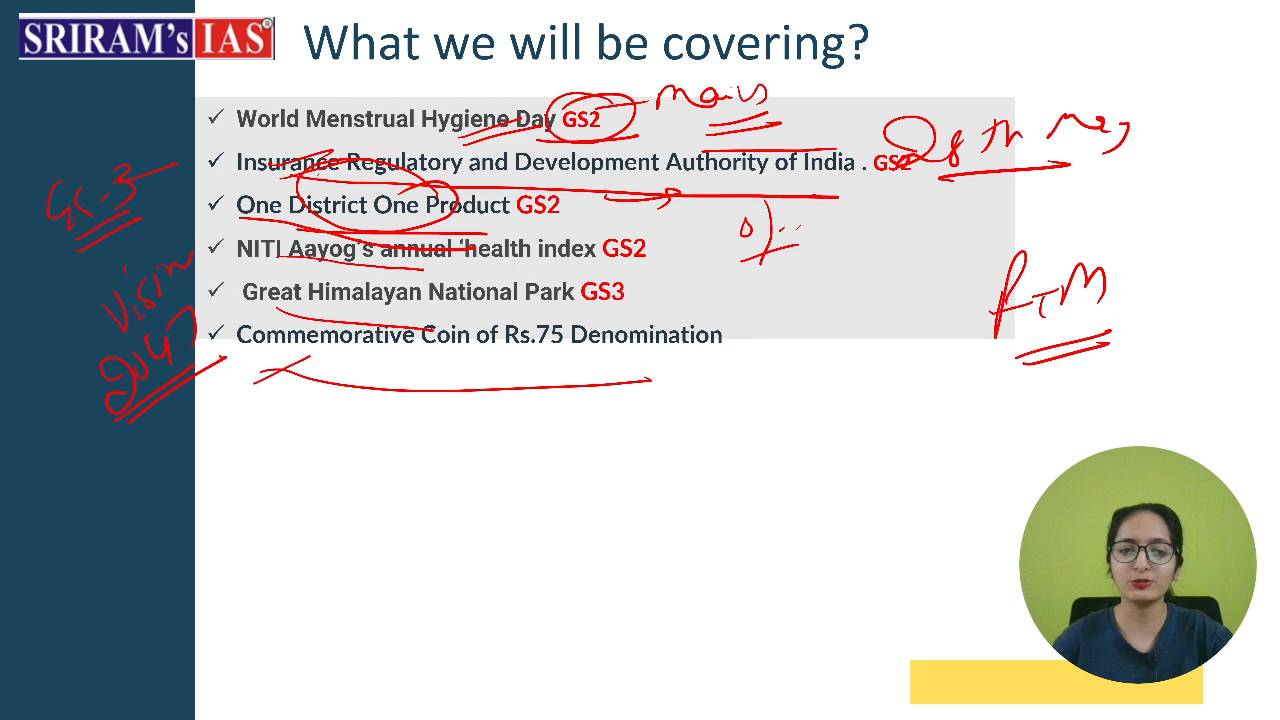 SRIRAM's IAS ®
What we will be covering?
✓ World Menstrual Hygiene Day GS2
Mains
✓ Insurance Regulatory and Development Authority of India . GS2
28th May
✓ One District One Product GS2
GS-3
✓ NITI Aayog's annual 'health index GS2
✓ Great Himalayan National Park GS3
Vision
2047
✓ Commemorative Coin of Rs.75 Denomination